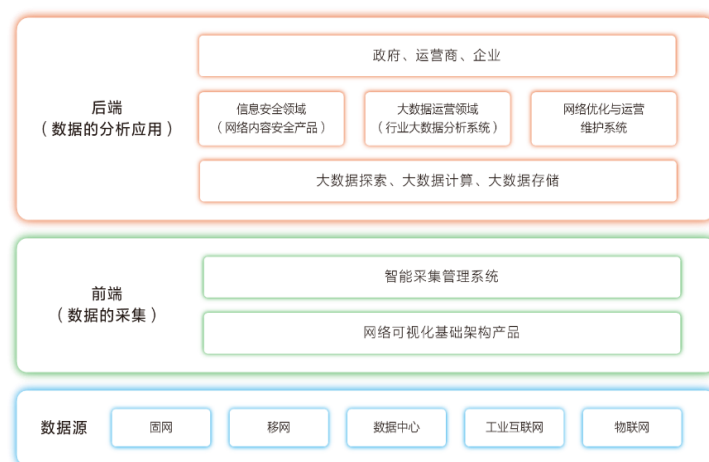 政府、运营商、企业
后端
（数据的分析应用）
信息安全领域
（网络内容安全产品）
大数据运营领域
（行业大数据分析系统）
网络优化与运营
维护系统
大数据探索、大数据计算、大数据存储
前端
（数据的采集）
智能采集管理系统
网络可视化基础架构产品
数据源
固网
移网
数据中心
工业互联网
物联网